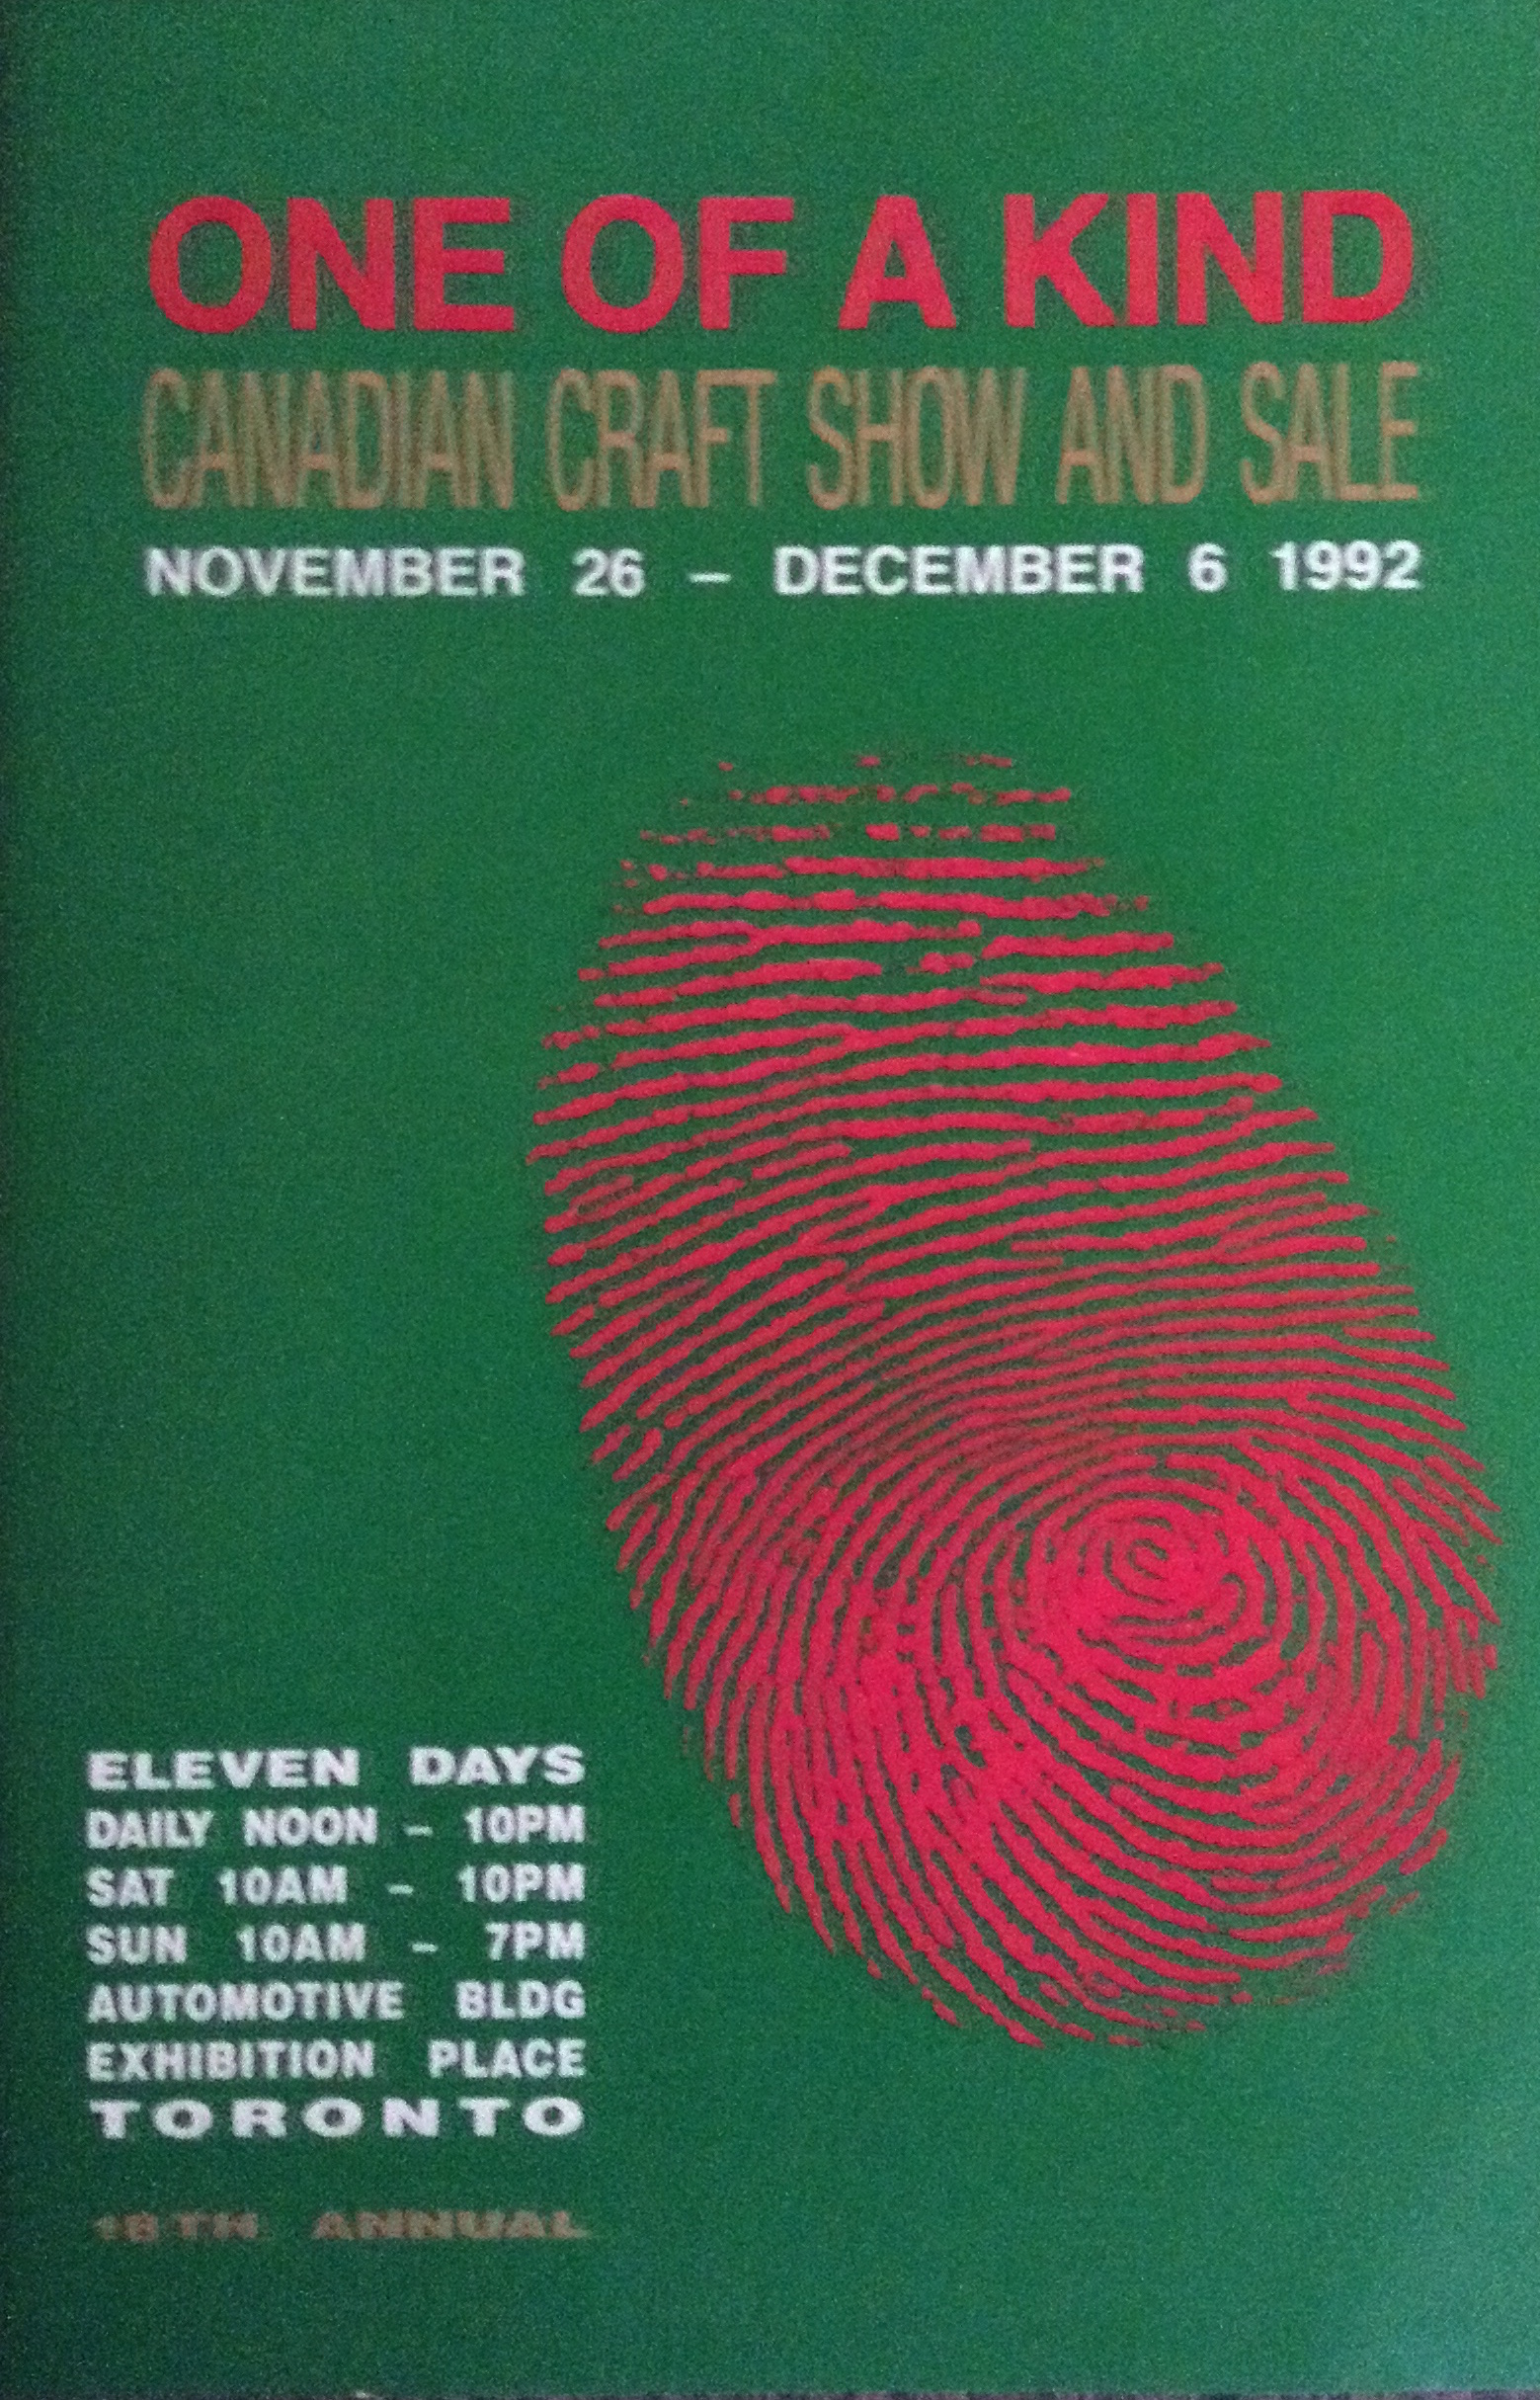 ONE OF A KIND
CANADIAN CRAFT SHOW AND SALE
NOVEMBER 26 – DECEMBER 6 1992
ELEVEN DAYS
DAILY NOON – 10PM
SAT 10AM – 10PM
SUN 10AM – 7PM
AUTOMOTIVE BLDG
EXHIBITION PLACE
TORONTO
ANNUAL